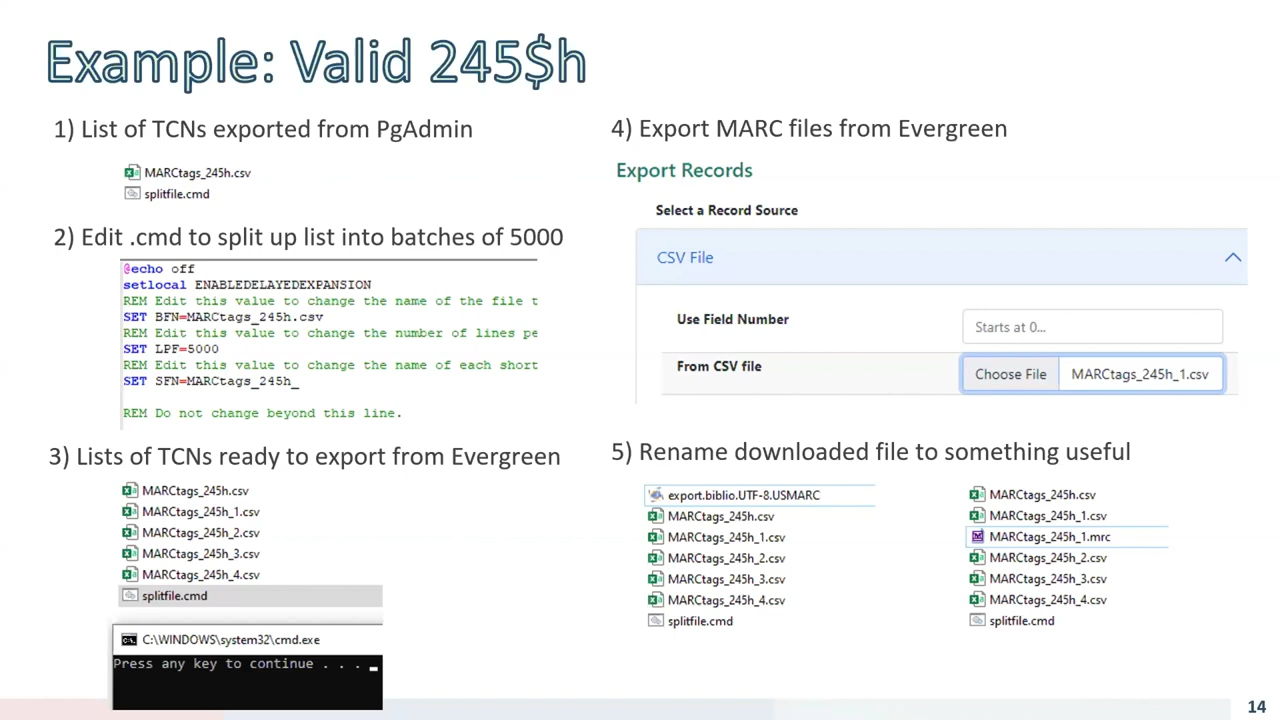 Example: Valid 245$h
1) List of TCNs exported from PgAdmin
MARCtags_245h.csv
splitfile.cmd
2) Edit .cmd to split up list into batches of 5000
@echo off
setlocal ENABLEDELAYEDEXPANSION
REM Edit this value to change the name of the file t
SET BFN=MARCtags_245h.csv
REM Edit this value to change the number of lines pe
SET LPF=5000
REM Edit this value to change the name of each short
SET SFN=MARCtags_245h_
REM Do not change beyond this line.
3) Lists of TCNs ready to export from Evergreen
MARCtags_245h.csv
MARCtags_245h_1.csv
MARCtags_245h_2.csv
MARCtags_245h_3.csv
MARCtags_245h_4.csv
splitfile.cmd
C:\WINDOWS\system32\cmd.exe
Press any key to continue . . .
4) Export MARC files from Evergreen
Export Records
Select a Record Source
CSV File
Use Field Number
Starts at 0...
From CSV file
Choose File MARCtags_245h_1.csv
5) Rename downloaded file to something useful
export.biblio.UTF-8.USMARC
MARCtags_245h.csv
MARCtags_245h_1.csv
MARCtags_245h_2.csv
MARCtags_245h_3.csv
MARCtags_245h_4.csv
splitfile.cmd
MARCtags_245h.csv
MARCtags_245h_1.csv
MARCtags_245h_1.mrc
MARCtags_245h_2.csv
MARCtags_245h_3.csv
MARCtags_245h_4.csv
splitfile.cmd
14